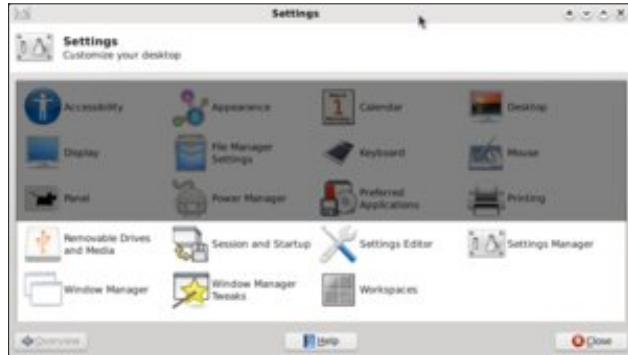 Settings
Settings
Customize your desktop
Accessibility
Appearance
Calendar
Desktop
Display
File Manager
Settings
Keyboard
Mouse
Panel
Power Manager
Preferred
Applications
Printing
Removable Drives
and Media
Session and Startup
Settings Editor
Settings Manager
Window Manager
Window Manager
Tweaks
Workspaces
Overview
Help
Close